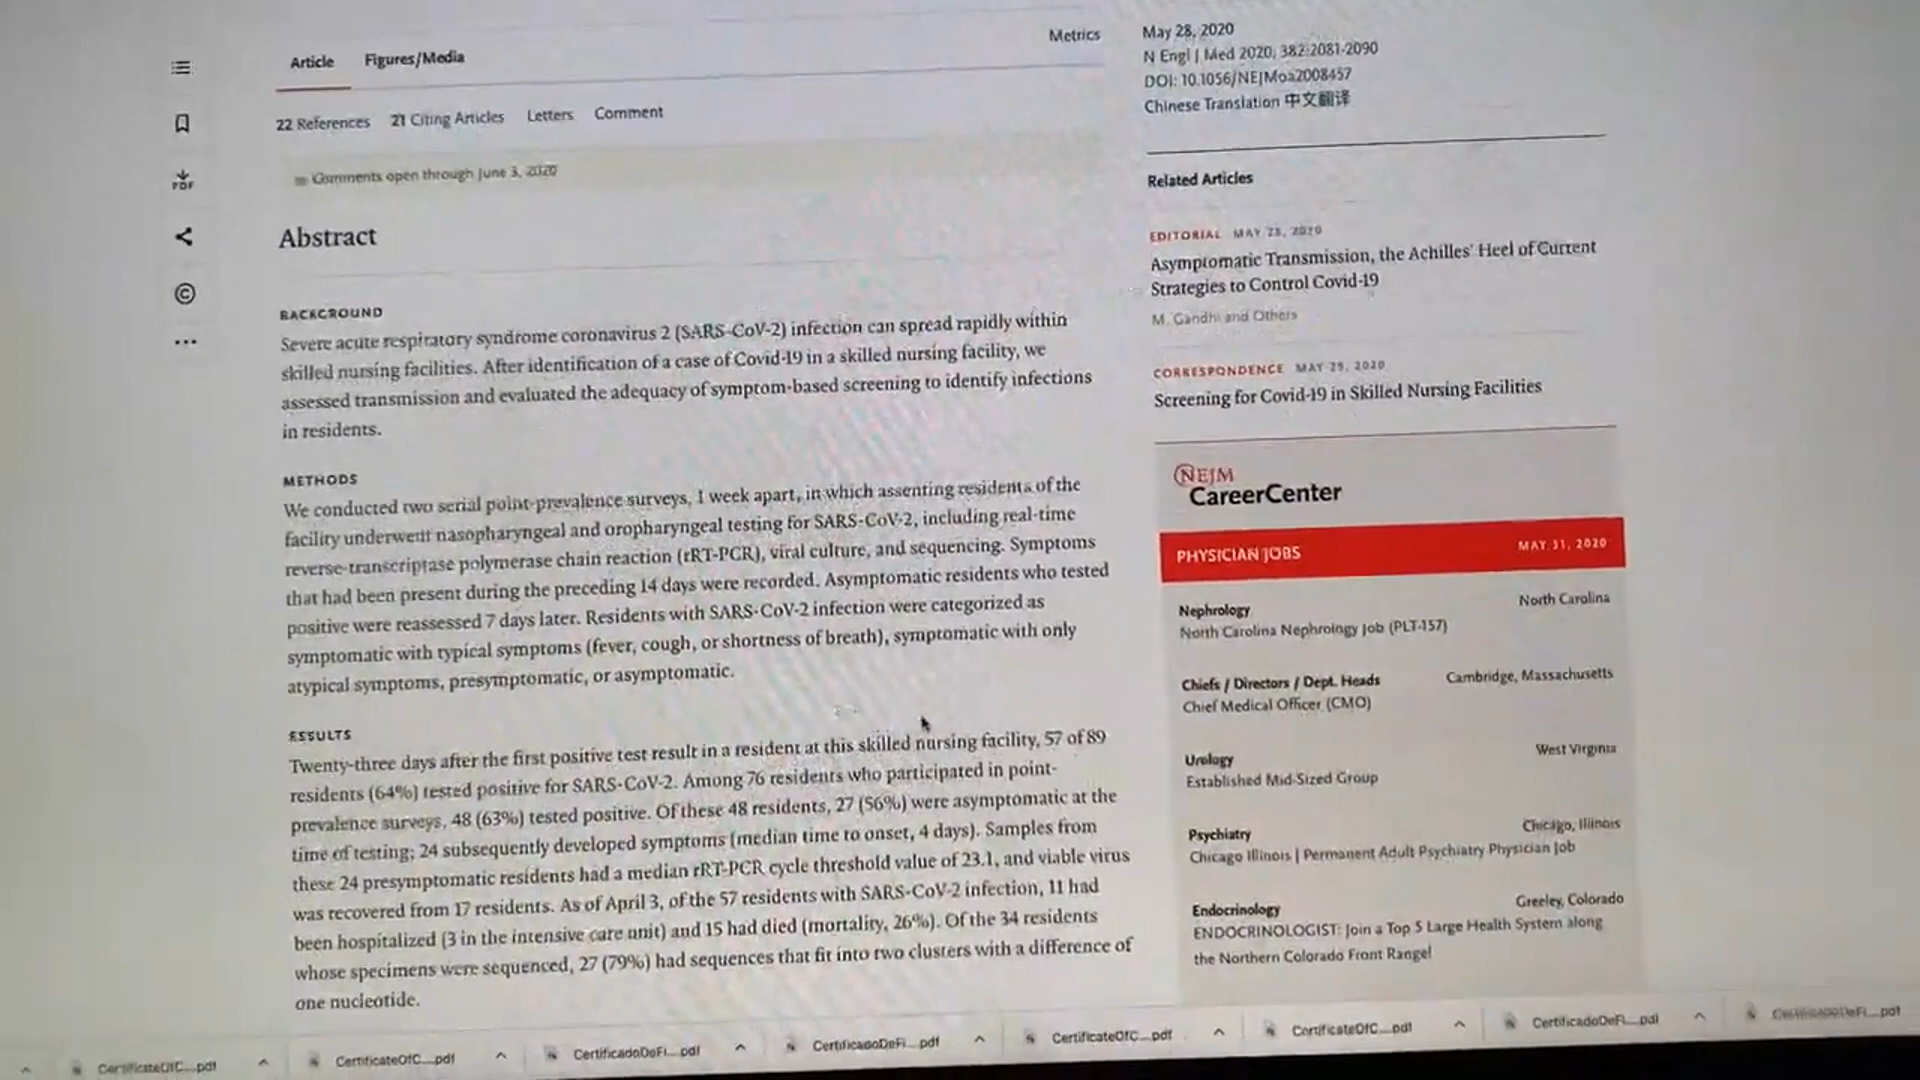 Article Figures/Media Metrics
22 References 21 Citing Articles Letters Comment
Comments open through June 3, 2020
Abstract
BACKGROUND
Severe acute respiratory syndrome coronavirus 2 (SARS-CoV-2) infection can spread rapidly within
skilled nursing facilities. After identification of a case of Covid-19 in a skilled nursing facility, we
assessed transmission and evaluated the adequacy of symptom-based screening to identify infections
in residents.
METHODS
We conducted two serial point-prevalence surveys, 1 week apart, in which assenting residents of the
facility underwent nasopharyngeal and oropharyngeal testing for SARS-CoV-2, including real-time
reverse-transcriptase polymerase chain reaction (rRT-PCR), viral culture, and sequencing. Symptoms
that had been present during the preceding 14 days were recorded. Asymptomatic residents who tested
positive were reassessed 7 days later. Residents with SARS-CoV-2 infection were categorized as
symptomatic with typical symptoms (fever, cough, or shortness of breath), symptomatic with only
atypical symptoms, presymptomatic, or asymptomatic.
ESSULTS
Twenty-three days after the first positive test result in a resident at this skilled nursing facility, 57 of 89
residents (64%) tested positive for SARS-CoV-2. Among 76 residents who participated in point-
prevalence surveys, 48 (63%) tested positive. Of these 48 residents, 27 (56%) were asymptomatic at the
time of testing; 24 subsequently developed symptoms (median time to onset, 4 days). Samples from
these 24 presymptomatic residents had a median rRT-PCR cycle threshold value of 23.1, and viable virus
was recovered from 17 residents. As of April 3, of the 57 residents with SARS-CoV-2 infection, 11 had
been hospitalized (3 in the intensive care unit) and 15 had died (mortality, 26%). Of the 34 residents
whose specimens were sequenced, 27 (79%) had sequences that fit into two clusters with a difference of
one nucleotide.
PDF
May 28, 2020
N Engl J Med 2020; 382:2081-2090
DOI: 10.1056/NEJMoa2008457
Chinese Translation 中文翻译
Related Articles
EDITORIAL MAY 28, 2020
Asymptomatic Transmission, the Achilles' Heel of Current
Strategies to Control Covid-19
M. Gandhi and Others
CORRESPONDENCE MAY 29, 2020
Screening for Covid-19 in Skilled Nursing Facilities
NEJM
CareerCenter
PHYSICIAN JOBS MAY 31, 2020
Nephrology North Carolina
North Carolina Nephrology Job (PLT-157)
Chiefs / Directors / Dept. Heads Cambridge, Massachusetts
Chief Medical Officer (CMO)
Urology West Virginia
Established Mid-Sized Group
Psychiatry Chicago, Illinois
Chicago Illinois | Permanent Adult Psychiatry Physician Job
Endocrinology Greeley, Colorado
ENDOCRINOLOGIST: Join a Top 5 Large Health System along
the Northern Colorado Front Range!
CertificateOfC....pdf CertificateOfC....pdf CertificadoDeFi....pdf CertificadoDeFi....pdf CertificateOfC....pdf CertificateOfC....pdf CertificadoDeFi....pdf CertificadoDeFi....pdf